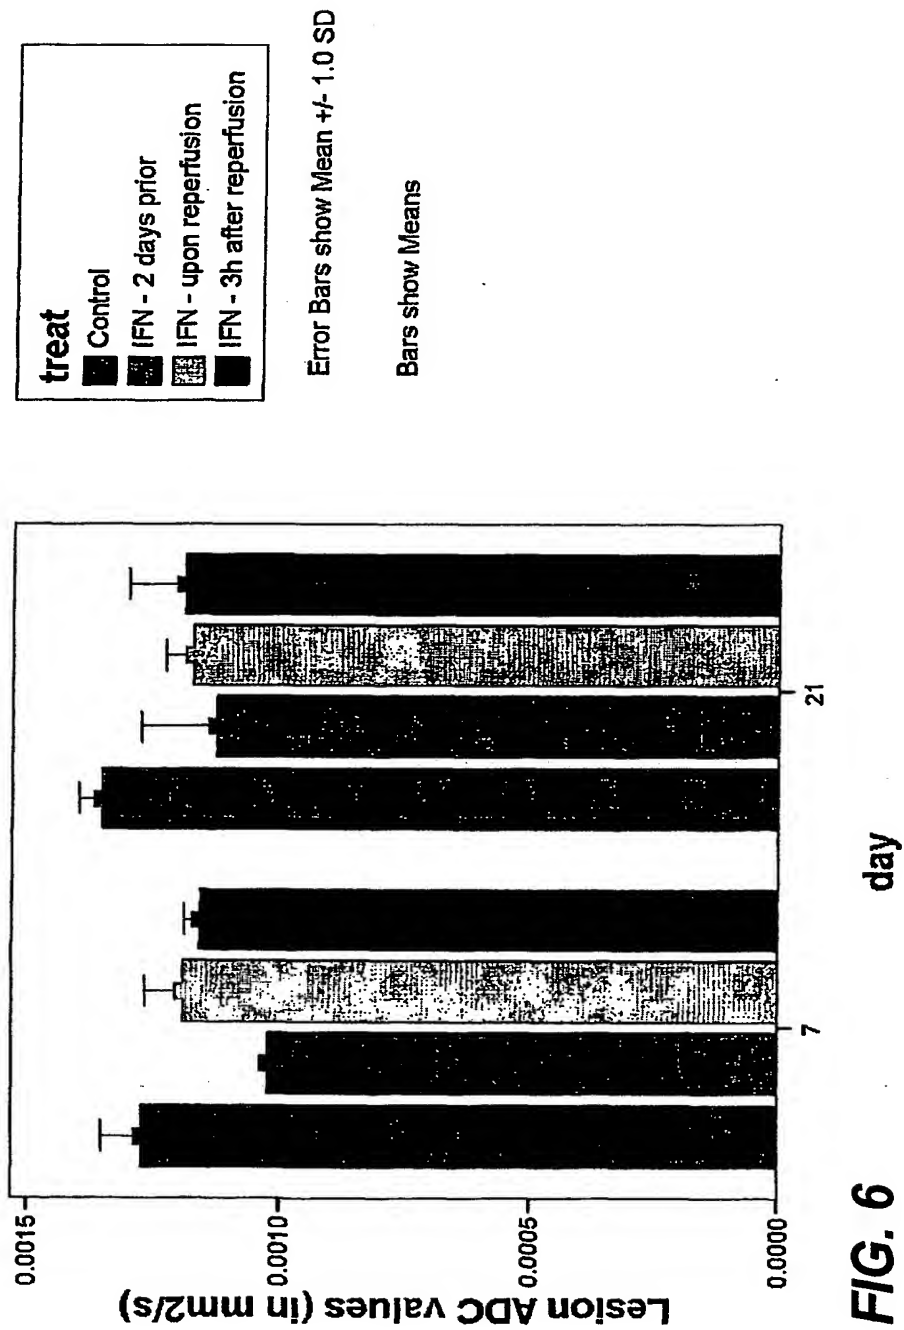 treat
Control
IFN - 2 days prior
IFN - upon reperfusion
IFN - 3h after reperfusion
Error Bars show Mean +/- 1.0 SD
Bars show Means
Lesion ADC values (in mm2/s)
0.0015
0.0010
0.0005
0.0000
7
21
day
FIG. 6